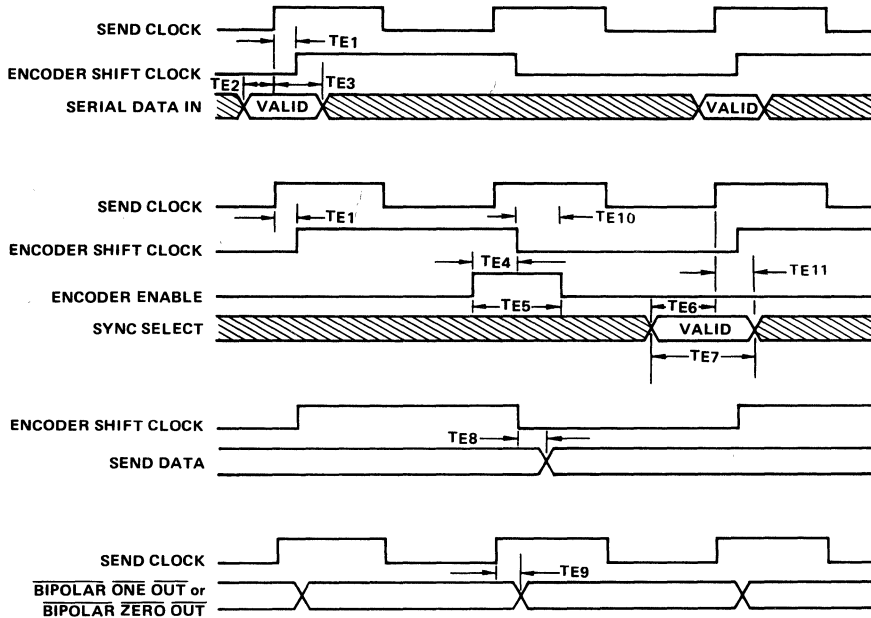 SEND CLOCK
TE1
ENCODER SHIFT CLOCK
TE2
TE3
SERIAL DATA IN
VALID
VALID
SEND CLOCK
TE1
TE10
ENCODER SHIFT CLOCK
TE4
TE11
ENCODER ENABLE
TE5
TE6
SYNC SELECT
VALID
TE7
ENCODER SHIFT CLOCK
TE8
SEND DATA
SEND CLOCK
TE9
BIPOLAR ONE OUT or
BIPOLAR ZERO OUT